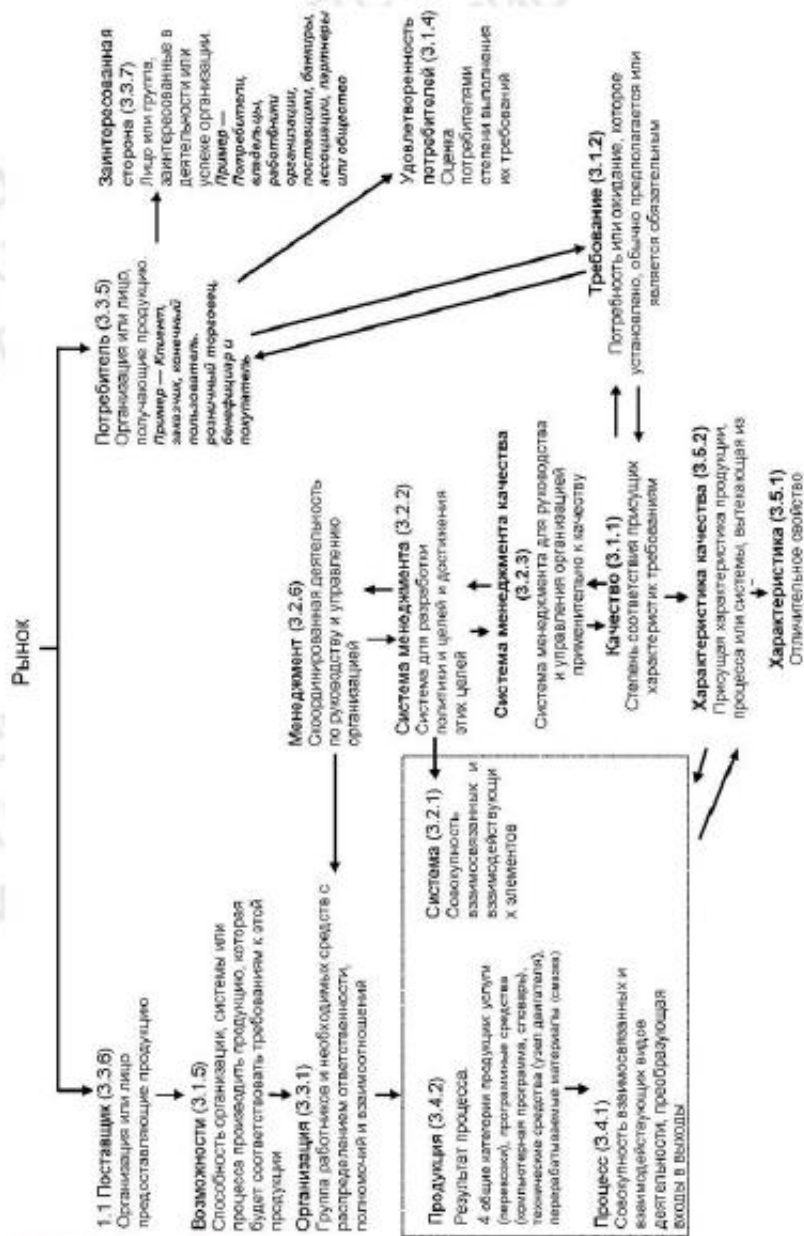 Рынок
1.1 Поставщик (3.3.6)
Организация или лицо
предоставляющие продукцию
Возможности (3.1.5)
Способность организации, системы или
процесса производить продукцию, которая
будет соответствовать требованиям к этой
продукции
Организация (3.3.1)
Группа работников и необходимых средств с
распределением ответственности,
полномочий и взаимоотношений
Продукция (3.4.2)
Результат процесса.
4 общие категории продукции: услуги
(перевозки), программные средства
(компьютерная программа, словарь),
технические средства (узел двигателя),
перерабатываемые материалы (смазка)
Процесс (3.4.1)
Совокупность взаимосвязанных и
взаимодействующих видов
деятельности, преобразующая
входы в выходы
Система (3.2.1)
Совокупность
взаимосвязанных и
взаимодействующи
х элементов
Менеджмент (3.2.6)
Скоординированная деятельность
по руководству и управлению
организацией
Система менеджмента (3.2.2)
Система для разработки
политики и целей и достижения
этих целей
Система менеджмента качества
(3.2.3)
Система менеджмента для руководства
и управления организацией
применительно к качеству
Качество (3.1.1)
Степень соответствия присущих
характеристик требованиям
Характеристика качества (3.5.2)
Присущая характеристика продукции,
процесса или системы, вытекающая из
Характеристика (3.5.1)
Отличительное свойство
Потребитель (3.3.5)
Организация или лицо,
получающие продукцию.
Пример — Клиент,
заказчик, конечный
пользователь,
розничный торговец,
бенефициар и
покупатель
Заинтересованная
сторона (3.3.7)
Лицо или группа,
заинтересованные в
деятельности или
успехе организации.
Пример —
Потребители,
владельцы,
работники
организации,
поставщики, банкиры,
ассоциации, партнеры
или общество
Удовлетворенность
потребителей (3.1.4)
Оценка
потребителями
степени выполнения
их требований
Требование (3.1.2)
Потребность или ожидание, которое
установлено, обычно предполагается или
является обязательным